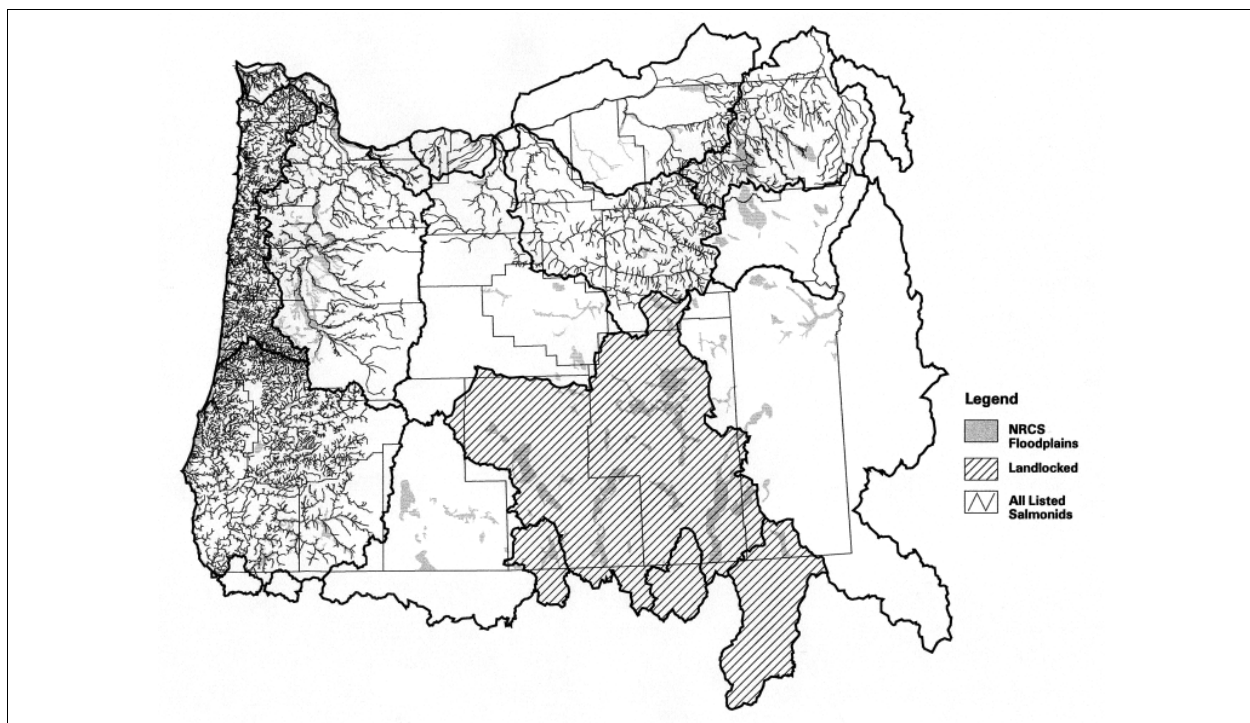 Legend
NRCS
Floodplains
Landlocked
All Listed
Salmonids